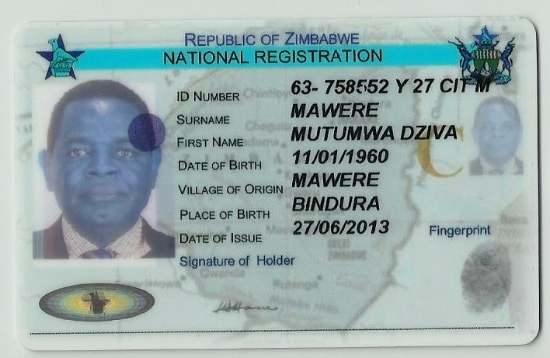 REPUBLIC OF ZIMBABWE
NATIONAL REGISTRATION
ID NUMBER 63- 758552 Y 27 CIT M
SURNAME MAWERE
FIRST NAME MUTUMWA DZIVA
DATE OF BIRTH 11/01/1960
VILLAGE OF ORIGIN MAWERE
PLACE OF BIRTH BINDURA
DATE OF ISSUE 27/06/2013
Fingerprint
Signature of Holder
C
GREAT
ZIMBABWE